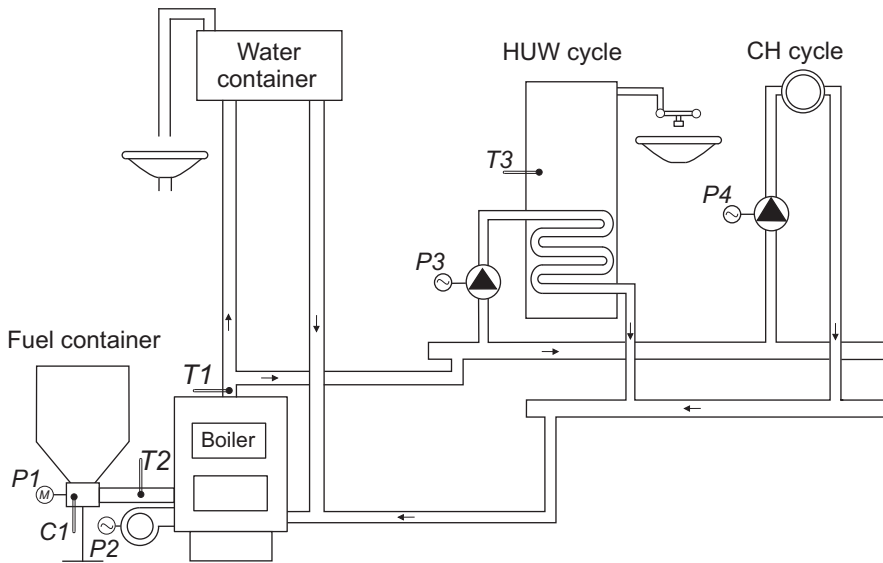 Water
container
HUW cycle
CH cycle
T3
P4
P3
Fuel container
T1
Boiler
T2
P1
M
C1
P2